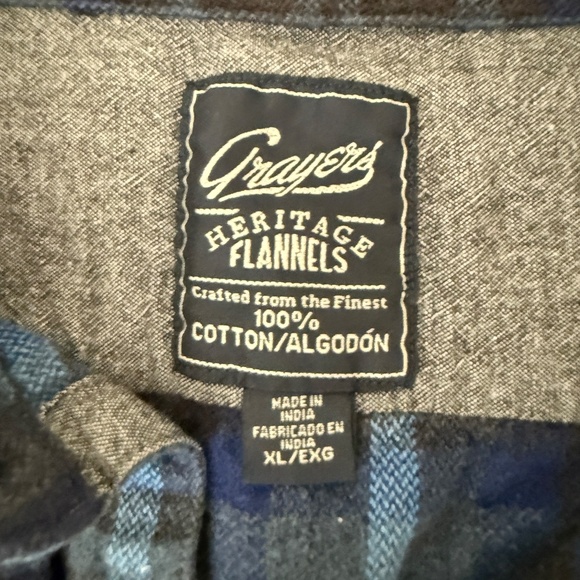 Grayers
HERITAGE
FLANNELS
Crafted from the Finest
100%
COTTON/ALGODÓN
MADE IN
INDIA
FABRICADO EN
INDIA
XL/EXG